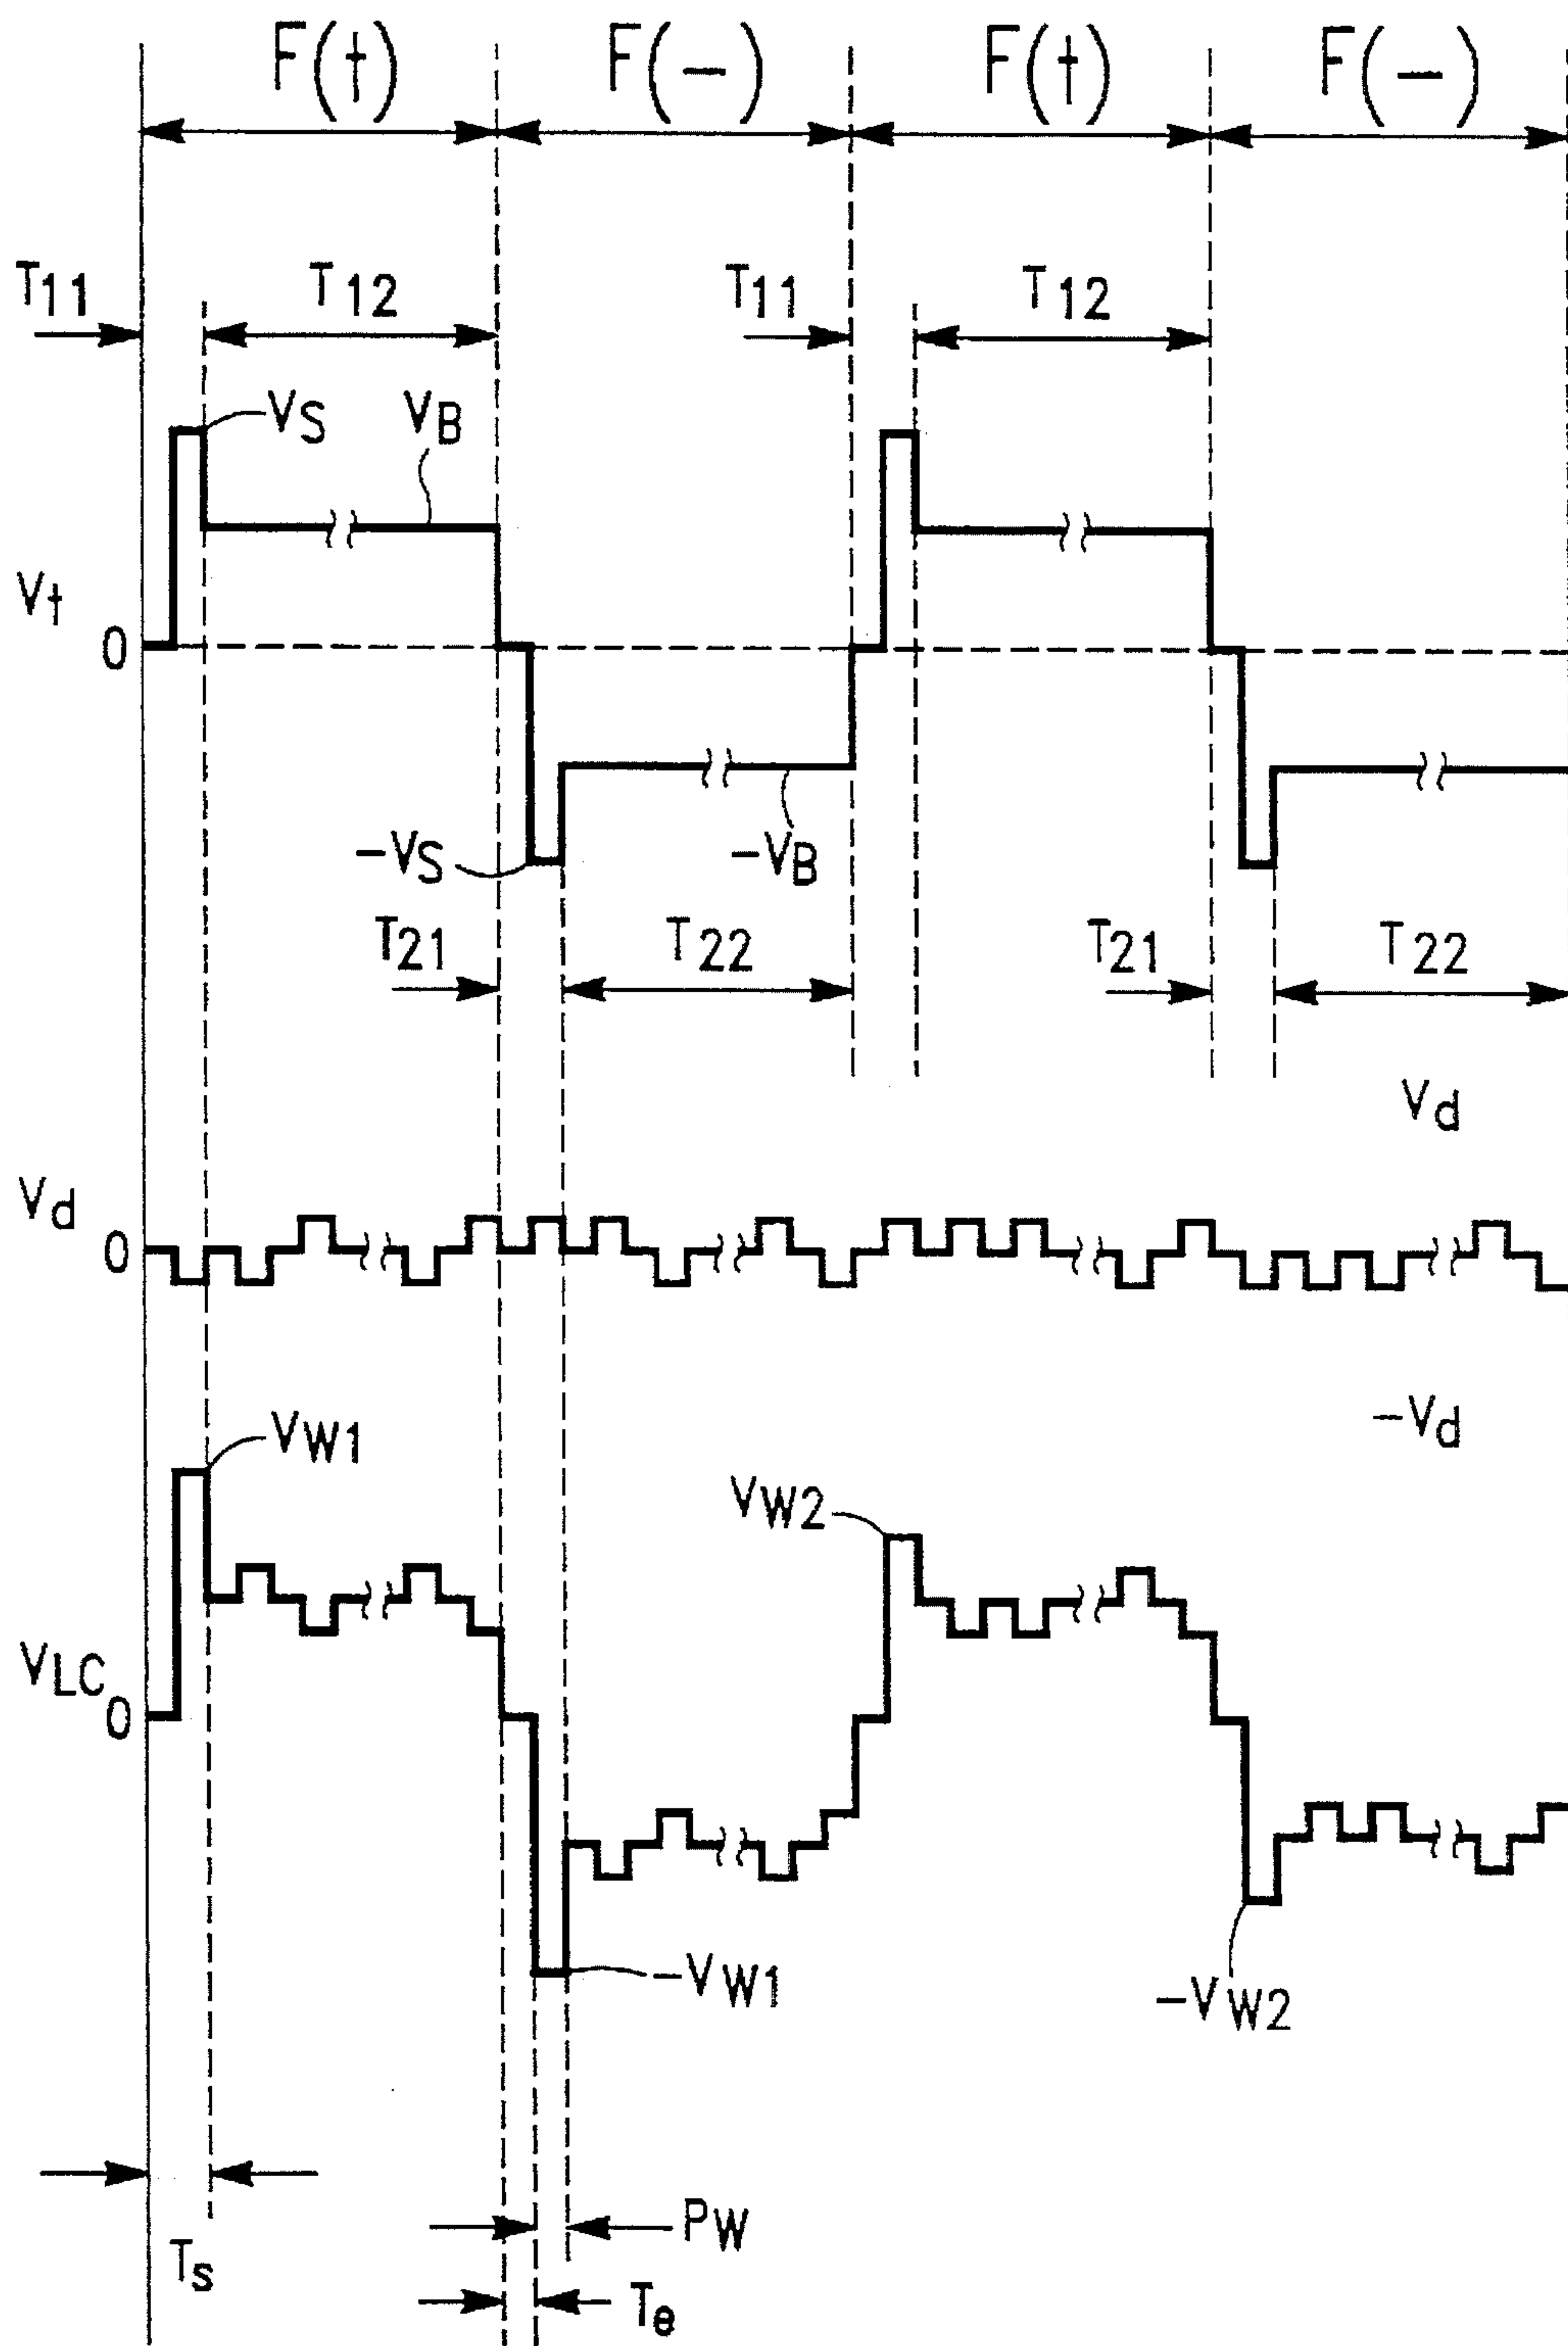 F(t) F(−) F(t) F(−)
T11 T12 T11 T12
VS VB
Vt
0
−VS −VB
T21 T22 T21 T22
Vd
Vd
0
−Vd
VW1
VW2
VLC
0
−VW1
−VW2
Ts
PW
Te